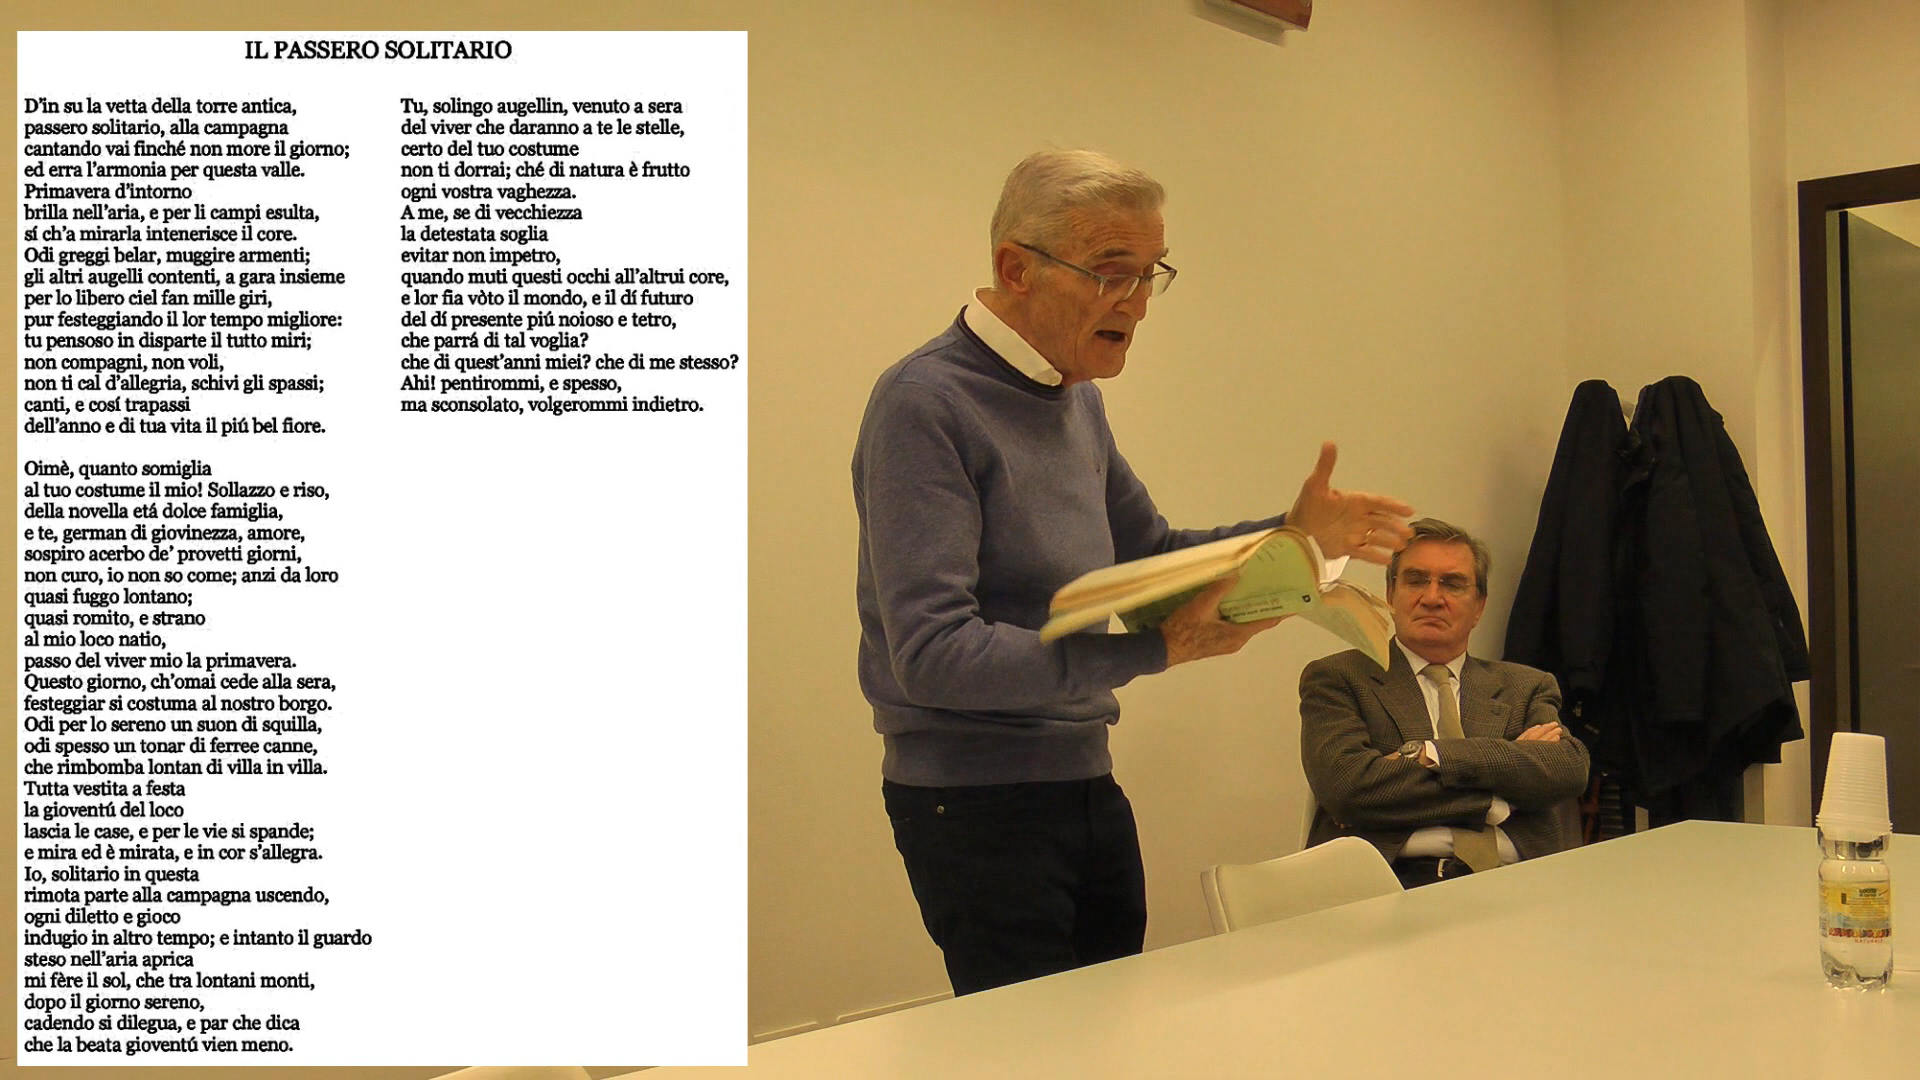 IL PASSERO SOLITARIO
D'in su la vetta della torre antica,
passero solitario, alla campagna
cantando vai finché non more il giorno;
ed erra l'armonia per questa valle.
Primavera d'intorno
brilla nell'aria, e per li campi esulta,
sí ch'a mirarla intenerisce il core.
Odi greggi belar, muggire armenti;
gli altri augelli contenti, a gara insieme
per lo libero ciel fan mille giri,
pur festeggiando il lor tempo migliore:
tu pensoso in disparte il tutto miri;
non compagni, non voli,
non ti cal d'allegria, schivi gli spassi;
canti, e cosí trapassi
dell'anno e di tua vita il piú bel fiore.
Oimè, quanto somiglia
al tuo costume il mio! Sollazzo e riso,
della novella etá dolce famiglia,
e te, german di giovinezza, amore,
sospiro acerbo de' provetti giorni,
non curo, io non so come; anzi da loro
quasi fuggo lontano;
quasi romito, e strano
al mio loco natio,
passo del viver mio la primavera.
Questo giorno, ch'omai cede alla sera,
festeggiar si costuma al nostro borgo.
Odi per lo sereno un suon di squilla,
odi spesso un tonar di ferree canne,
che rimbomba lontan di villa in villa.
Tutta vestita a festa
la gioventú del loco
lascia le case, e per le vie si spande;
e mira ed è mirata, e in cor s'allegra.
Io, solitario in questa
rimota parte alla campagna uscendo,
ogni diletto e gioco
indugio in altro tempo; e intanto il guardo
steso nell'aria aprica
mi fère il sol, che tra lontani monti,
dopo il giorno sereno,
cadendo si dilegua, e par che dica
che la beata gioventú vien meno.
Tu, solingo augellin, venuto a sera
del viver che daranno a te le stelle,
certo del tuo costume
non ti dorrai; ché di natura è frutto
ogni vostra vaghezza.
A me, se di vecchiezza
la detestata soglia
evitar non impetro,
quando muti questi occhi all'altrui core,
e lor fia vòto il mondo, e il dí futuro
del dí presente piú noioso e tetro,
che parrá di tal voglia?
che di quest'anni miei? che di me stesso?
Ahi! pentirommi, e spesso,
ma sconsolato, volgerommi indietro.